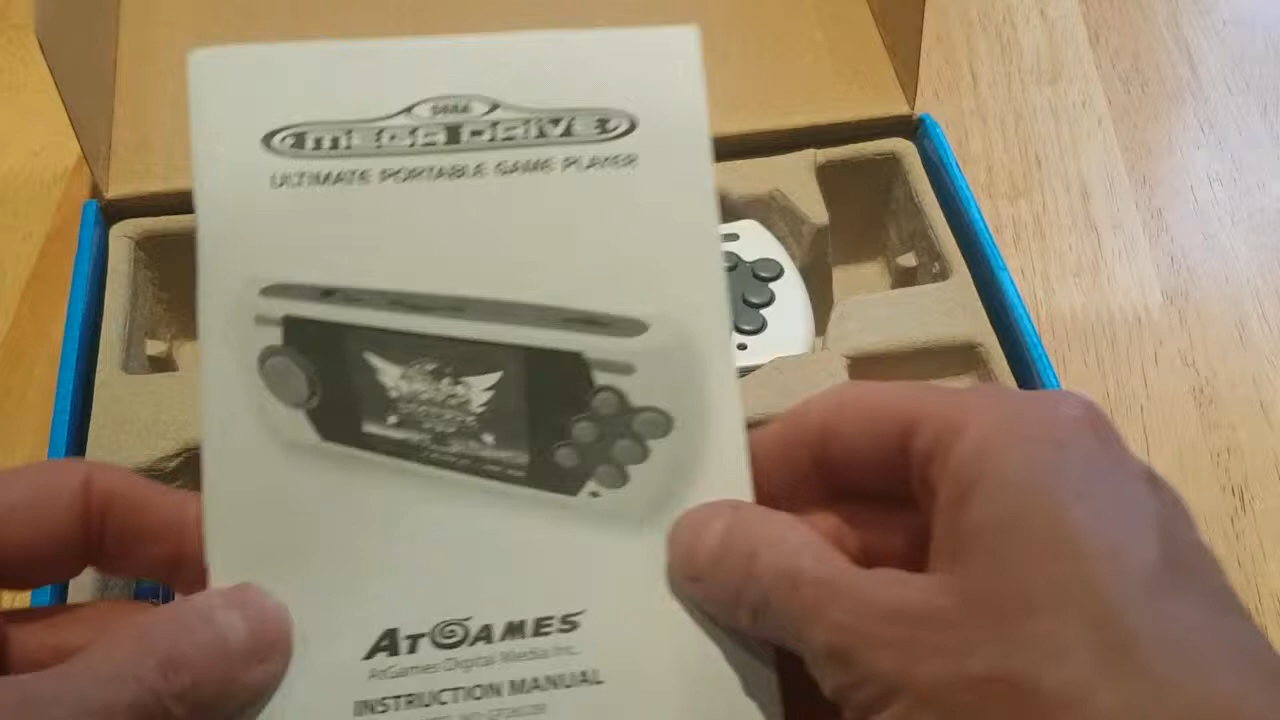 SEGA
MEGA DRIVE
ULTIMATE PORTABLE GAME PLAYER
ATGAMES
AtGames Digital Media Inc.
INSTRUCTION MANUAL